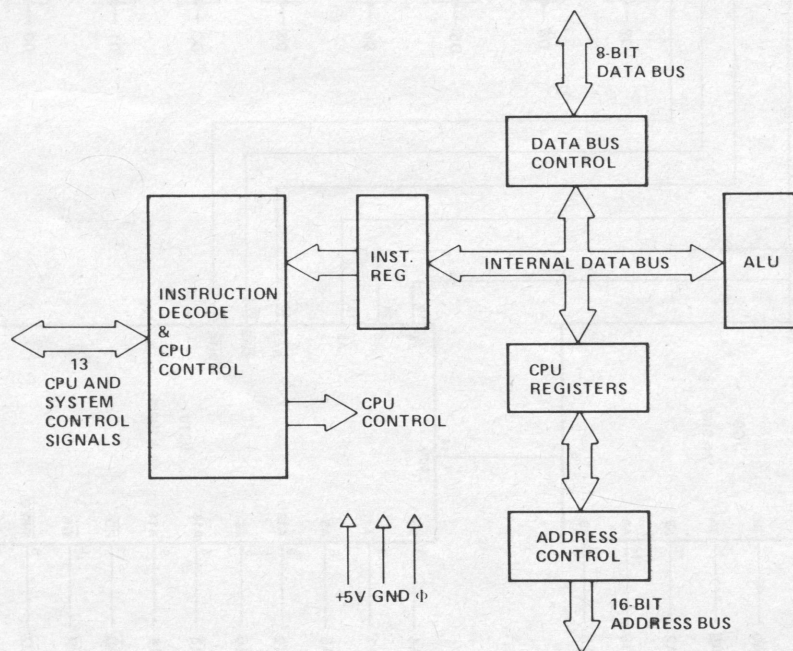 8-BIT
DATA BUS
DATA BUS
CONTROL
INST.
REG
INTERNAL DATA BUS
ALU
INSTRUCTION
DECODE
&
CPU
CONTROL
13
CPU AND
SYSTEM
CONTROL
SIGNALS
CPU
REGISTERS
CPU
CONTROL
ADDRESS
CONTROL
+5V GND Φ
16-BIT
ADDRESS BUS